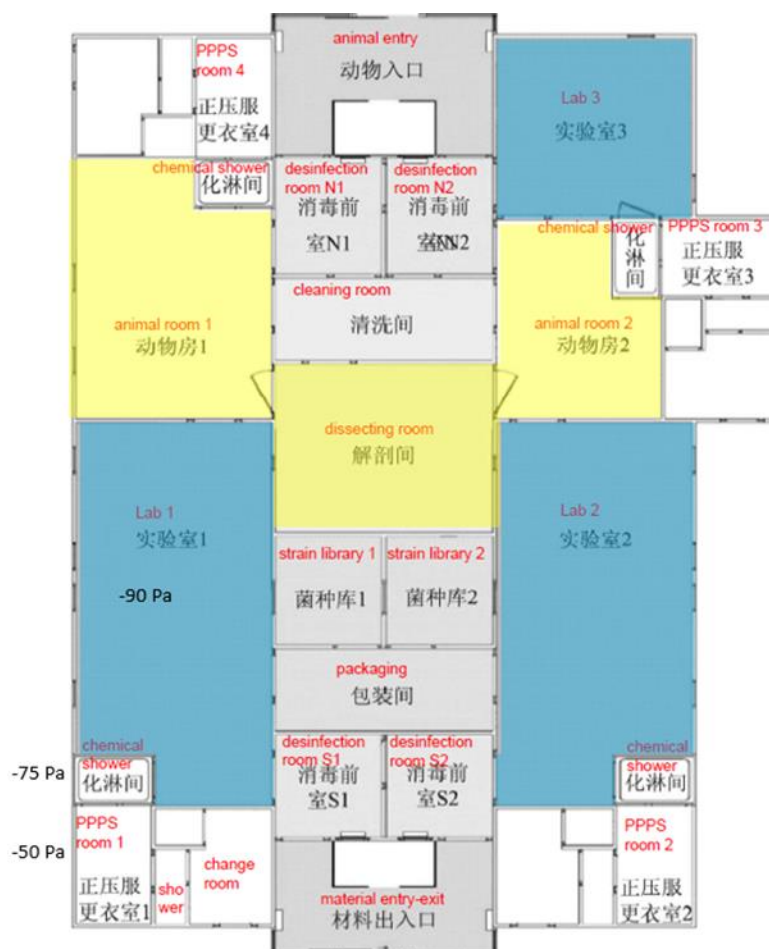 animal entry
动物入口
PPPS
room 4
正压服
更衣室4
Lab 3
实验室3
chemical shower
化淋间
desinfection
room N1
消毒前
室N1
desinfection
room N2
消毒前
chemical shower
化淋间
PPPS room 3
正压服
更衣室3
cleaning room
清洗间
animal room 1
动物房1
animal room 2
动物房2
dissecting room
解剖间
Lab 1
实验室1
-90 Pa
Lab 2
实验室2
strain library 1
菌种库1
strain library 2
菌种库2
packaging
包装间
chemical
shower
化淋间
-75 Pa
desinfection
room S1
消毒前
室S1
desinfection
room S2
消毒前
室S2
chemical
shower
化淋间
-50 Pa
PPPS
room 1
正压服
更衣室1
sho
wer
change
room
material entry-exit
材料出入口
PPPS
room 2
正压服
更衣室2